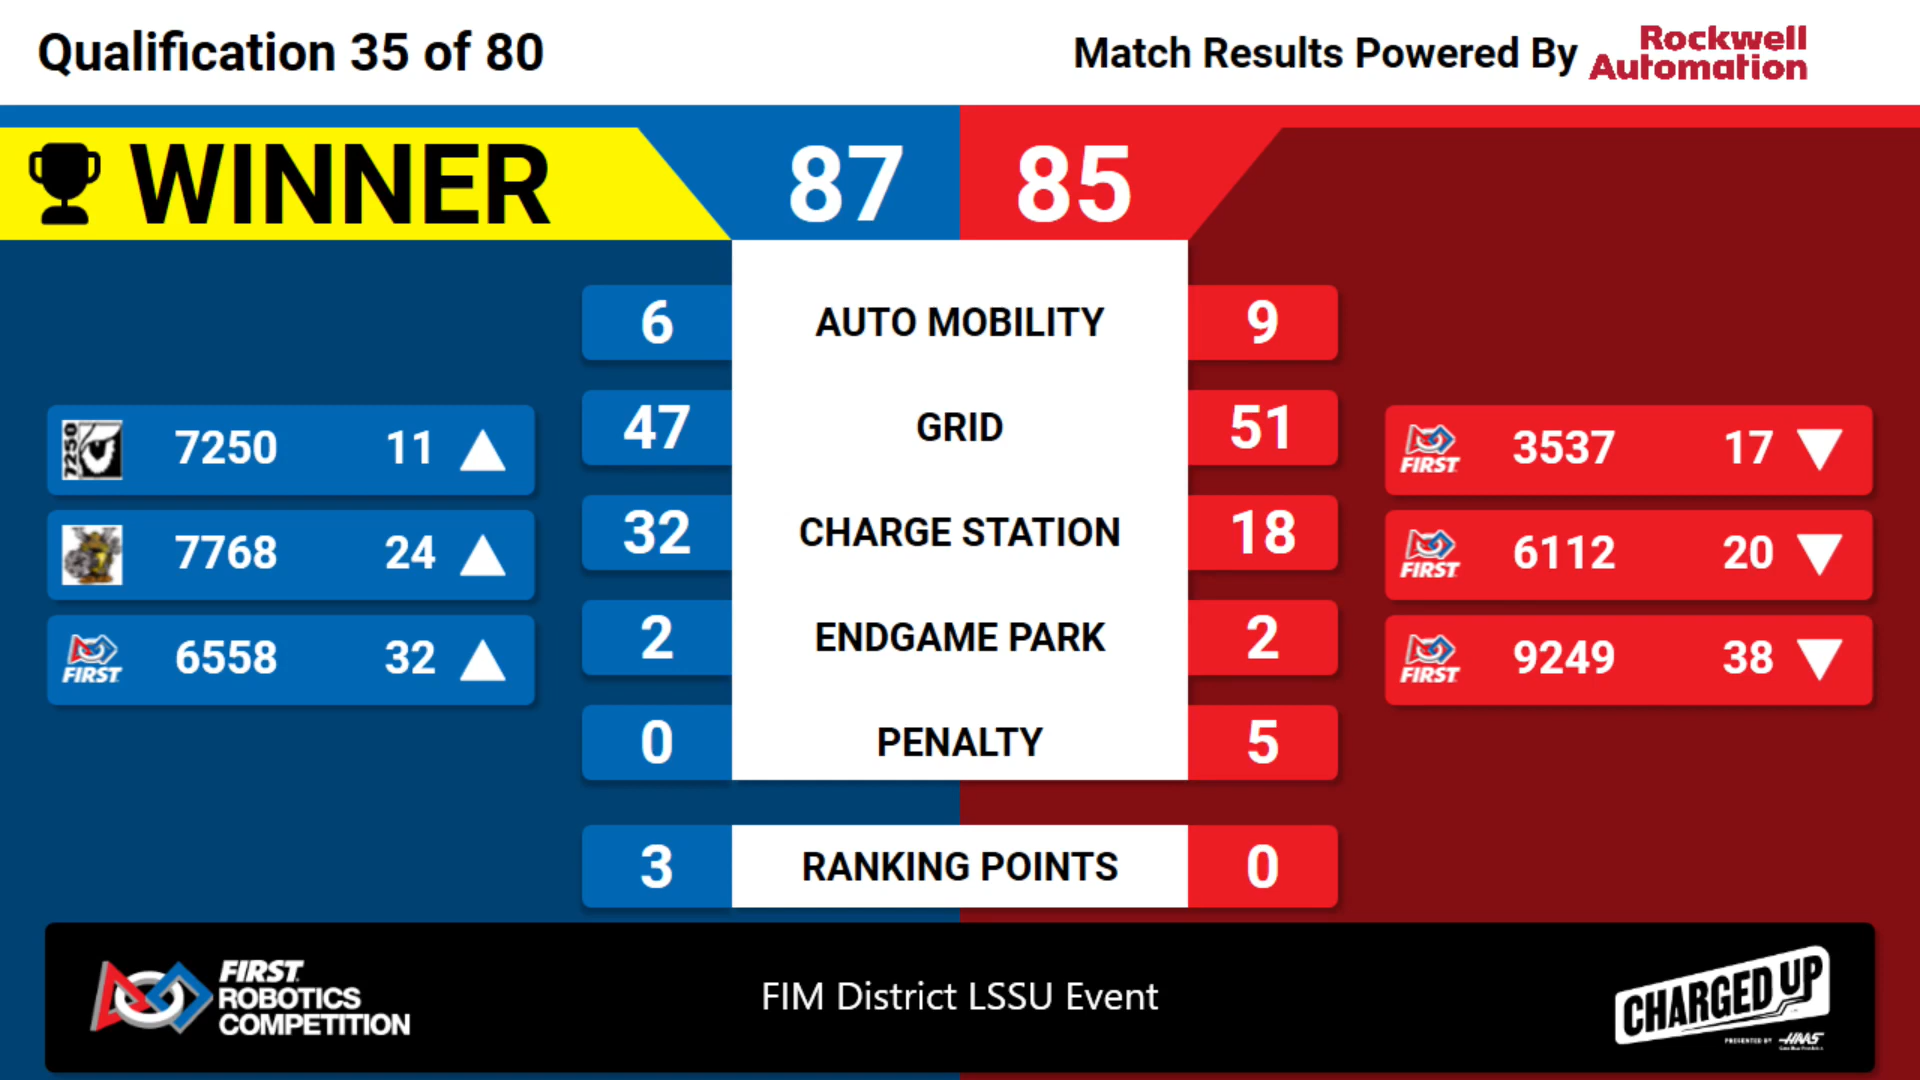 Qualification 35 of 80
Match Results Powered By
Rockwell
Automation
WINNER
87
85
6
AUTO MOBILITY
9
47
GRID
51
32
CHARGE STATION
18
2
ENDGAME PARK
2
0
PENALTY
5
3
RANKING POINTS
0
7250
7250 11
7768 24
FIRST
6558 32
FIRST
3537 17
FIRST
6112 20
FIRST
9249 38
FIRST
ROBOTICS
COMPETITION
FIM District LSSU Event
CHARGED UP
PRESENTED BY HAAS